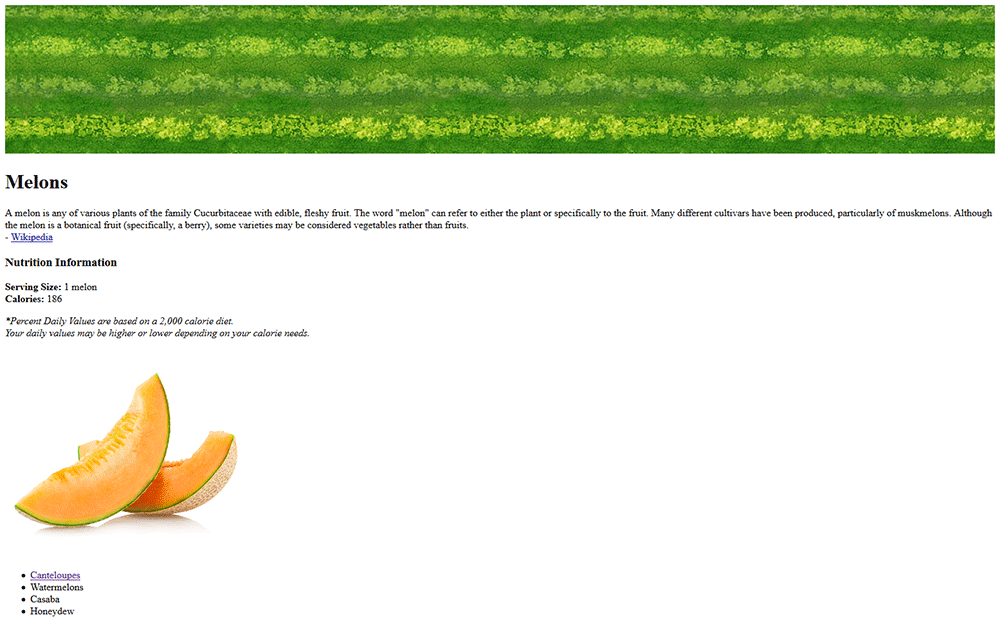 Melons
A melon is any of various plants of the family Cucurbitaceae with edible, fleshy fruit. The word "melon" can refer to either the plant or specifically to the fruit. Many different cultivars have been produced, particularly of muskmelons. Although
the melon is a botanical fruit (specifically, a berry), some varieties may be considered vegetables rather than fruits.
- Wikipedia
Nutrition Information
Serving Size: 1 melon
Calories: 186
*Percent Daily Values are based on a 2,000 calorie diet.
Your daily values may be higher or lower depending on your calorie needs.
• Canteloupes
• Watermelons
• Casaba
• Honeydew